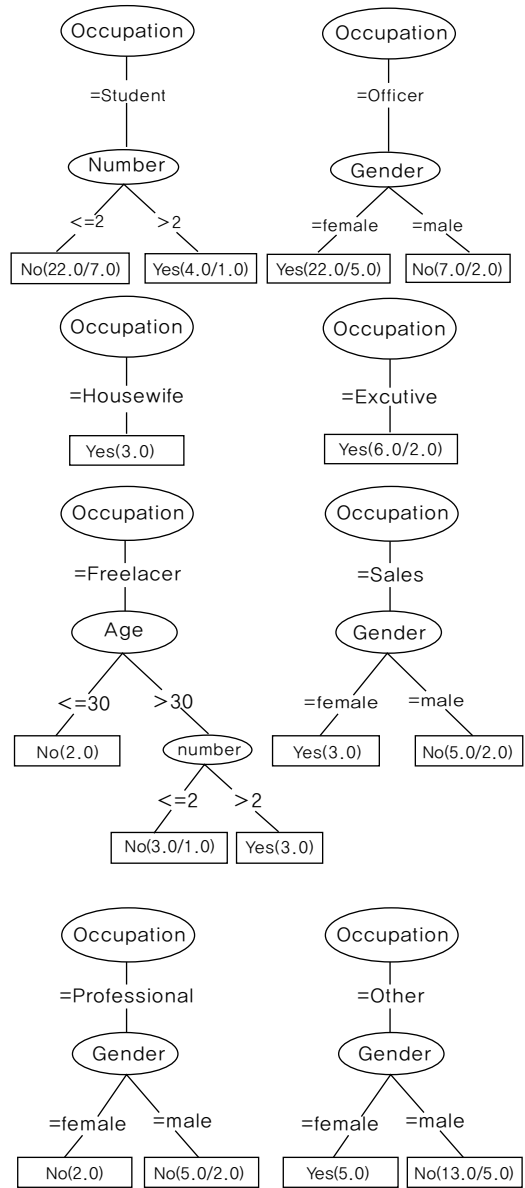 Occupation
Occupation
=Student
=Officer
Number
Gender
<=2
>2
=female
=male
No(22.0/7.0)
Yes(4.0/1.0)
Yes(22.0/5.0)
No(7.0/2.0)
Occupation
Occupation
=Housewife
=Excutive
Yes(3.0)
Yes(6.0/2.0)
Occupation
Occupation
=Freelacer
=Sales
Age
Gender
<=30
>30
=female
=male
No(2.0)
number
Yes(3.0)
No(5.0/2.0)
<=2
>2
No(3.0/1.0)
Yes(3.0)
Occupation
Occupation
=Professional
=Other
Gender
Gender
=female
=male
=female
=male
No(2.0)
No(5.0/2.0)
Yes(5.0)
No(13.0/5.0)